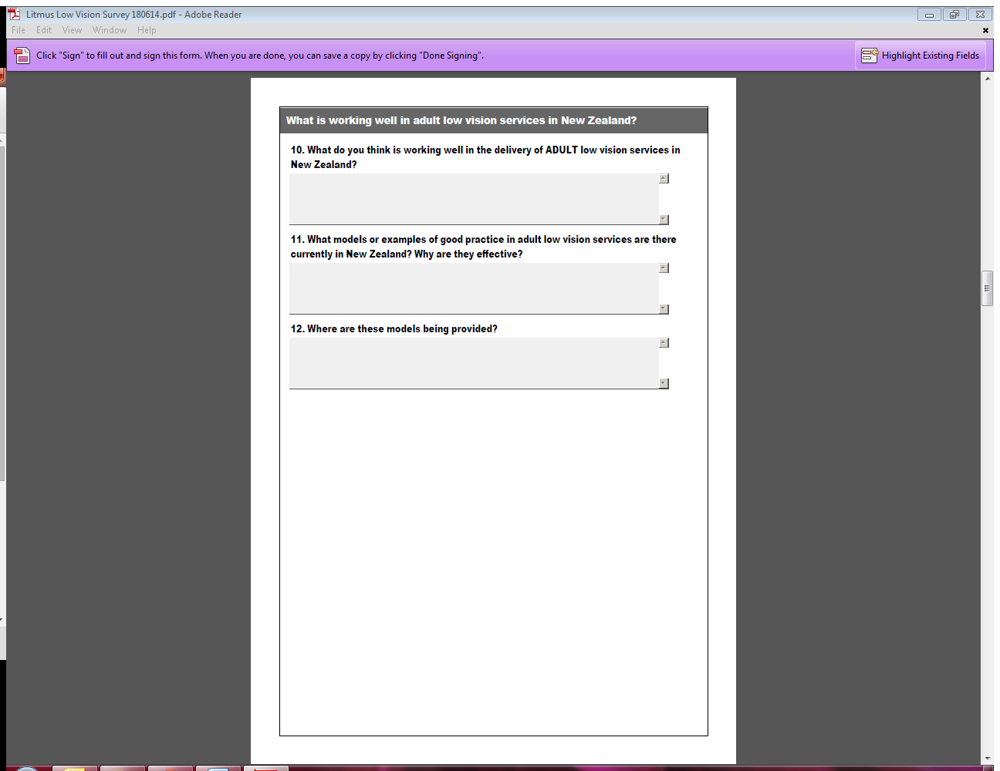 Litmus Low Vision Survey 180614.pdf - Adobe Reader
File Edit View Window Help
Click "Sign" to fill out and sign this form. When you are done, you can save a copy by clicking "Done Signing".
Highlight Existing Fields
What is working well in adult low vision services in New Zealand?
10. What do you think is working well in the delivery of ADULT low vision services in
New Zealand?
11. What models or examples of good practice in adult low vision services are there
currently in New Zealand? Why are they effective?
12. Where are these models being provided?